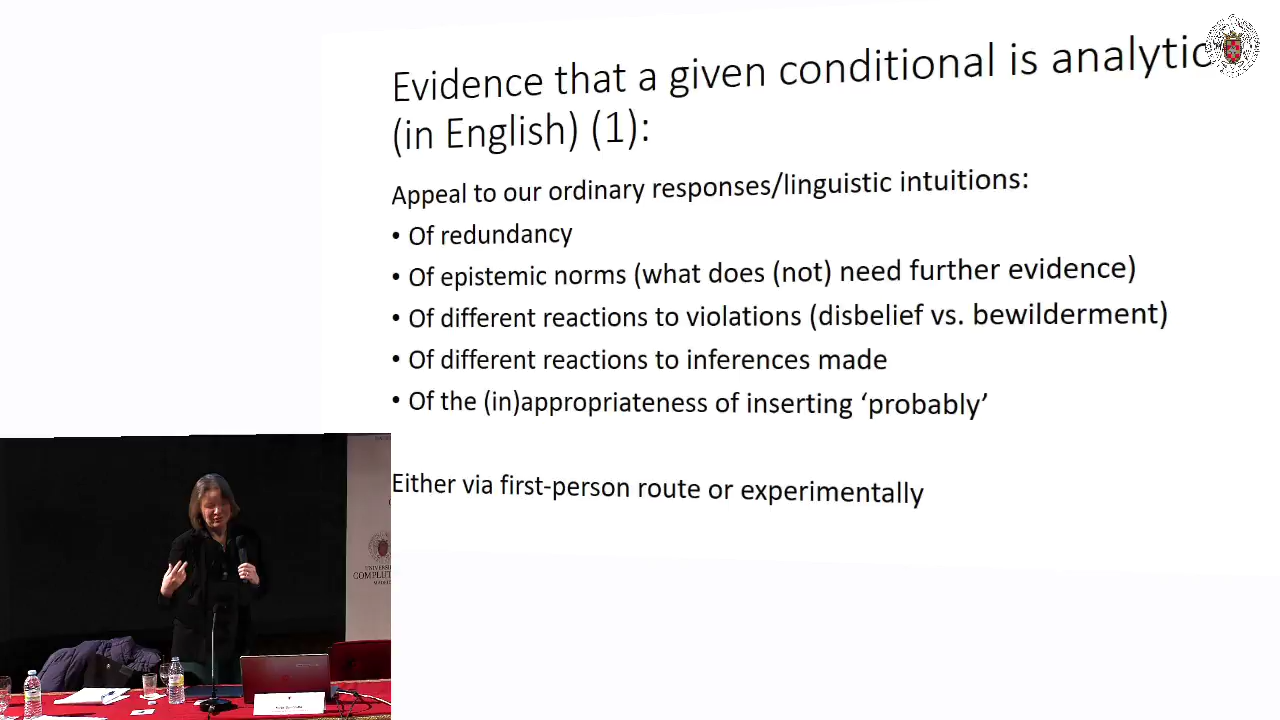 Evidence that a given conditional is analytic
(in English) (1):
Appeal to our ordinary responses/linguistic intuitions:
• Of redundancy
• Of epistemic norms (what does (not) need further evidence)
• Of different reactions to violations (disbelief vs. bewilderment)
• Of different reactions to inferences made
• Of the (in)appropriateness of inserting ‘probably’
Either via first-person route or experimentally